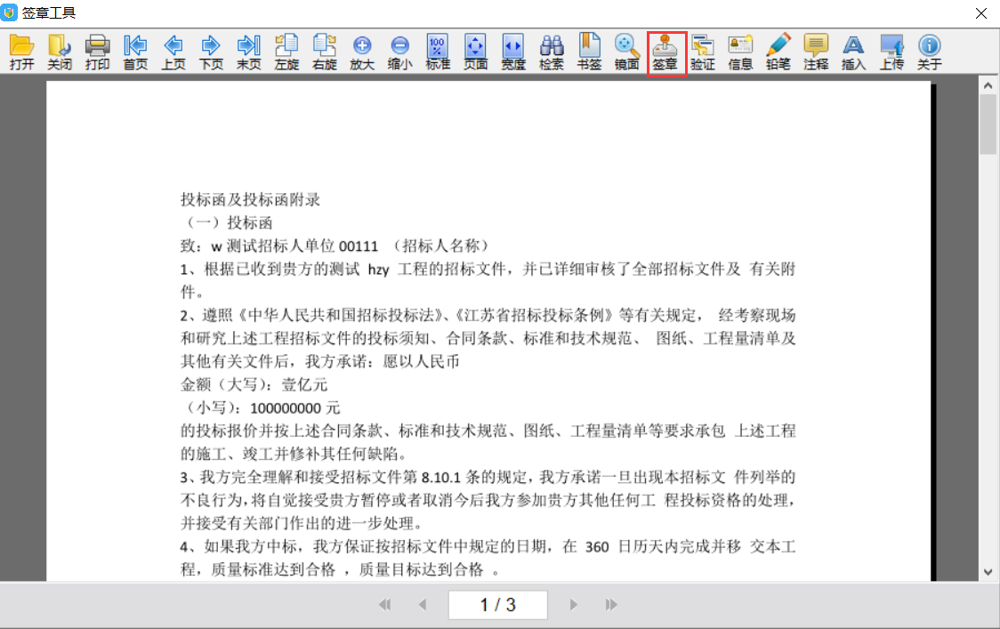 签章工具
打开 关闭 打印 首页 上页 下页 末页 左旋 右旋 放大 缩小 标准 页面 宽度 检索 书签 镜面 签章 验证 信息 铅笔 注释 插入 上传 关于
100%
投标函及投标函附录
（一）投标函
致：w 测试招标人单位 00111 （招标人名称）
1、根据已收到贵方的测试 hzy 工程的招标文件，并已详细审核了全部招标文件及 有关附
件。
2、遵照《中华人民共和国招标投标法》、《江苏省招标投标条例》等有关规定， 经考察现场
和研究上述工程招标文件的投标须知、合同条款、标准和技术规范、 图纸、工程量清单及
其他有关文件后，我方承诺：愿以人民币
金额（大写）：壹亿元
（小写）：100000000 元
的投标报价并按上述合同条款、标准和技术规范、图纸、工程量清单等要求承包 上述工程
的施工、竣工并修补其任何缺陷。
3、我方完全理解和接受招标文件第 8.10.1 条的规定，我方承诺一旦出现本招标文 件列举的
不良行为，将自觉接受贵方暂停或者取消今后我方参加贵方其他任何工 程投标资格的处理，
并接受有关部门作出的进一步处理。
4、如果我方中标，我方保证按招标文件中规定的日期，在 360 日历天内完成并移 交本工
程，质量标准达到合格 ，质量目标达到合格 。
1 / 3